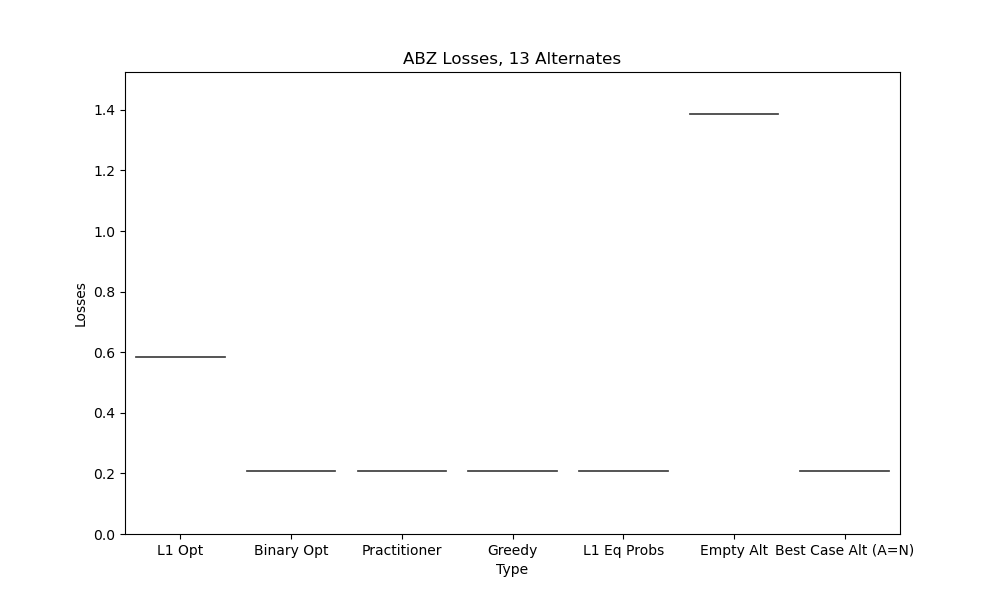 ABZ Losses, 13 Alternates
1.4
1.2
1.0
0.8
0.6
0.4
0.2
0.0
Losses
L1 Opt
Binary Opt
Practitioner
Greedy
L1 Eq Probs
Empty Alt
Best Case Alt (A=N)
Type